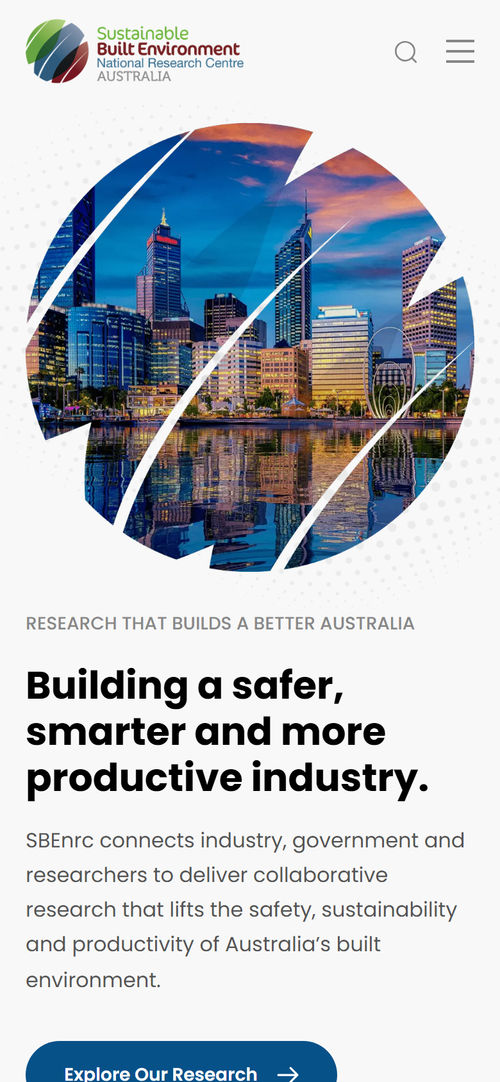 Sustainable
Built Environment
National Research Centre
AUSTRALIA
RESEARCH THAT BUILDS A BETTER AUSTRALIA
Building a safer,
smarter and more
productive industry.
SBEnrc connects industry, government and
researchers to deliver collaborative
research that lifts the safety, sustainability
and productivity of Australia’s built
environment.
Explore Our Research